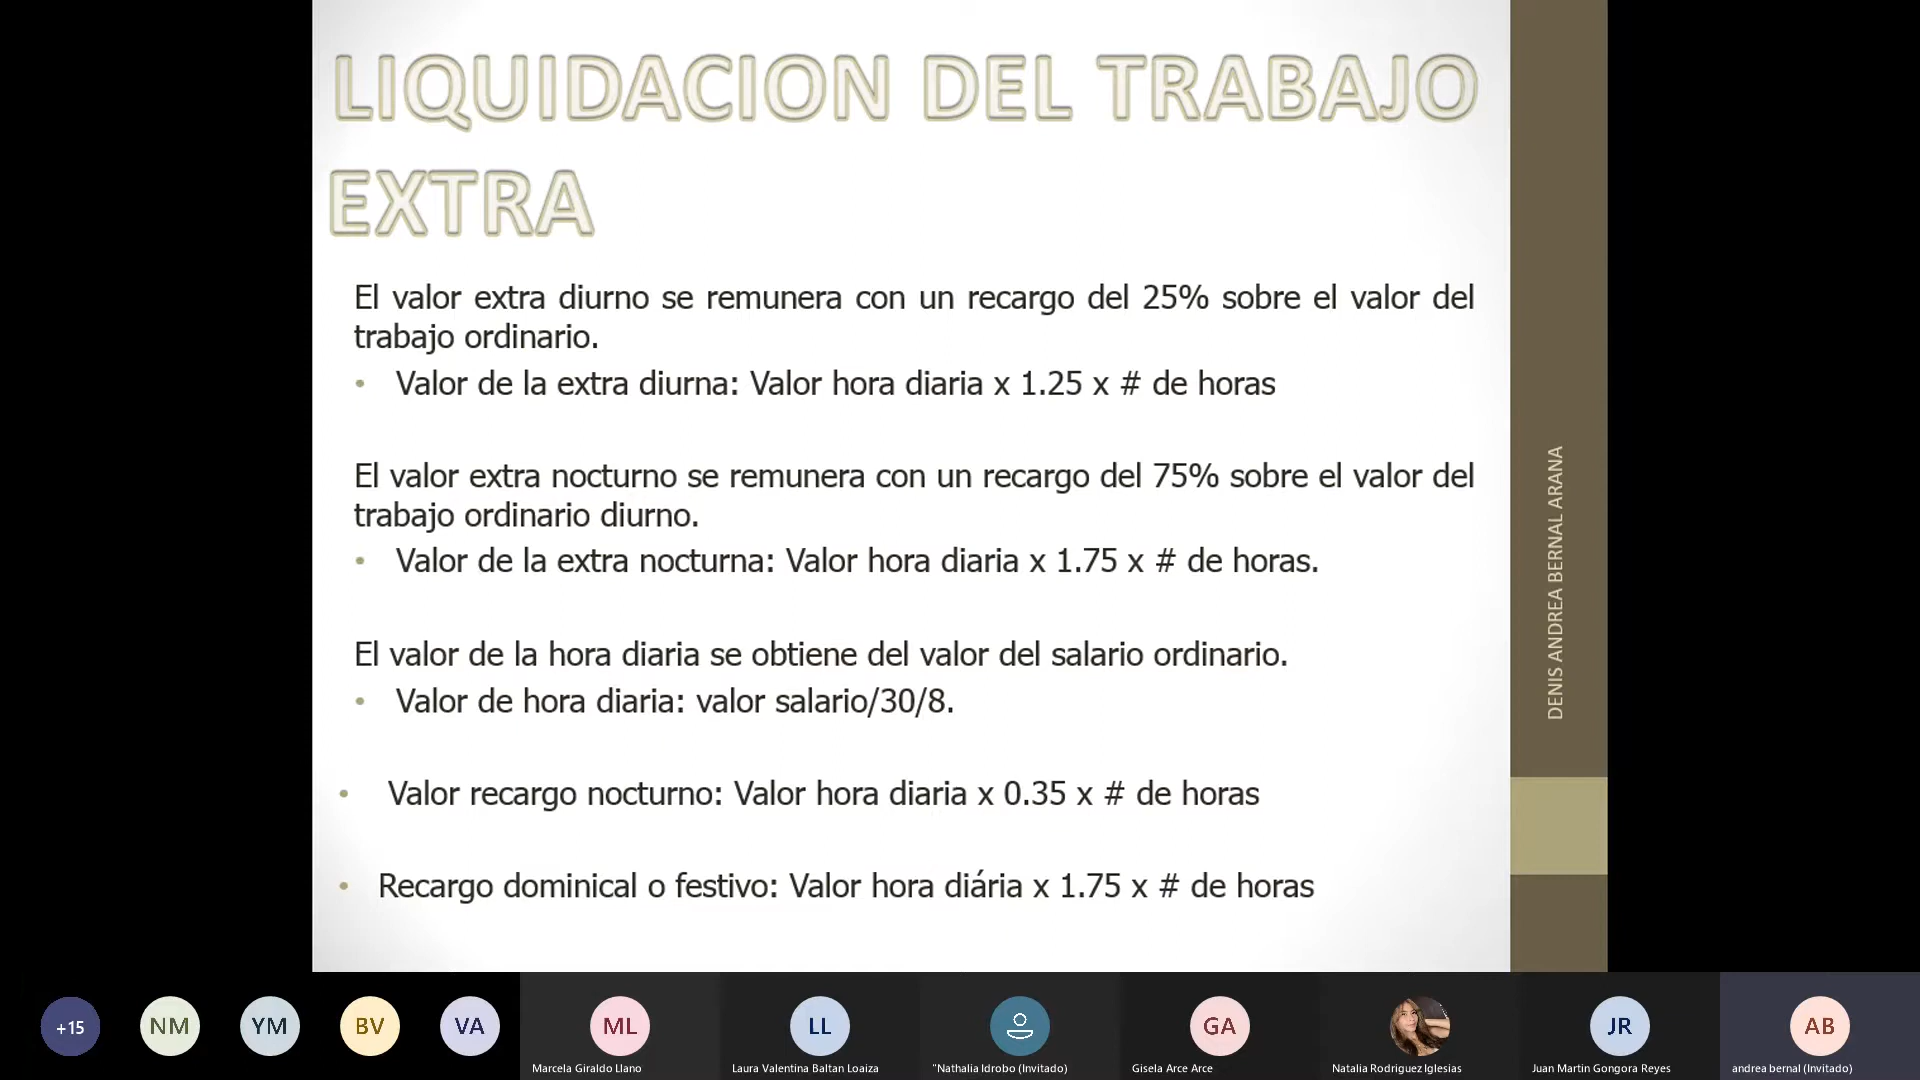 LIQUIDACION DEL TRABAJO
EXTRA
El valor extra diurno se remunera con un recargo del 25% sobre el valor del
trabajo ordinario.
• Valor de la extra diurna: Valor hora diaria x 1.25 x # de horas
El valor extra nocturno se remunera con un recargo del 75% sobre el valor del
trabajo ordinario diurno.
• Valor de la extra nocturna: Valor hora diaria x 1.75 x # de horas.
El valor de la hora diaria se obtiene del valor del salario ordinario.
• Valor de hora diaria: valor salario/30/8.
• Valor recargo nocturno: Valor hora diaria x 0.35 x # de horas
• Recargo dominical o festivo: Valor hora diária x 1.75 x # de horas
DENIS ANDREA BERNAL ARANA
+15
NM
YM
BV
VA
ML
LL
GA
JR
AB
Marcela Giraldo Llano
Laura Valentina Baltan Loaiza
"Nathalia Idrobo (Invitado)
Gisela Arce Arce
Natalia Rodriguez Iglesias
Juan Martin Gongora Reyes
andrea bernal (Invitado)